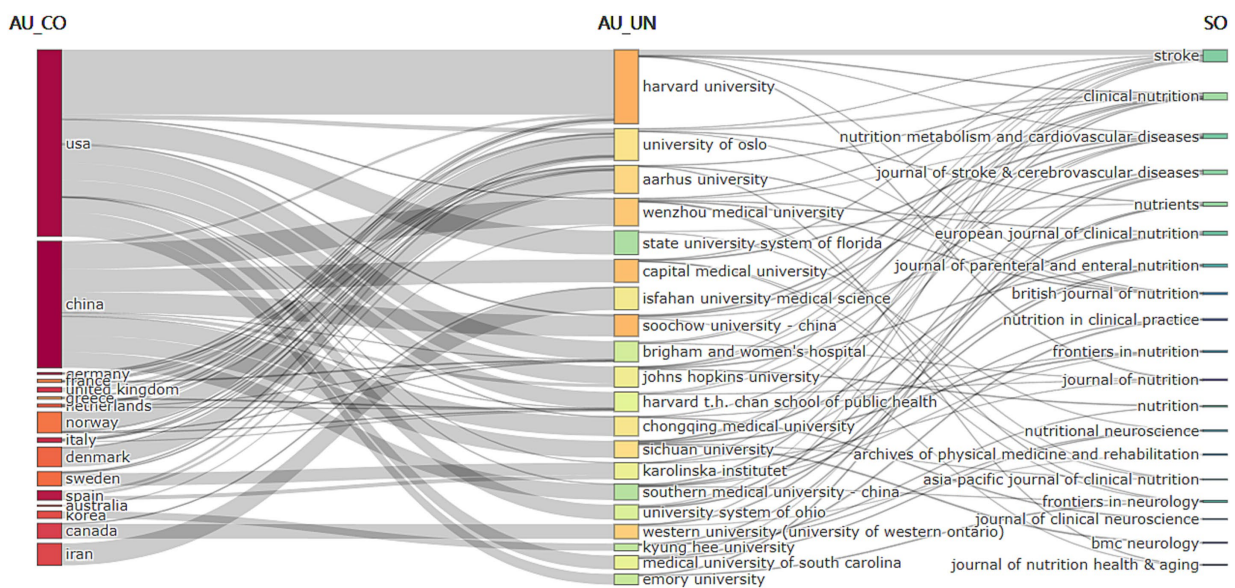 AU_CO
AU_UN
SO
usa
china
germany
france
united kingdom
greece
netherlands
norway
italy
denmark
sweden
spain
australia
korea
canada
iran
harvard university
university of oslo
aarhus university
wenzhou medical university
state university system of florida
capital medical university
isfahan university medical science
soochow university - china
brigham and women's hospital
johns hopkins university
harvard t.h. chan school of public health
chongqing medical university
sichuan university
karolinska institutet
southern medical university - china
university system of ohio
western university (university of western ontario)
kyung hee university
medical university of south carolina
emory university
stroke
clinical nutrition
nutrition metabolism and cardiovascular diseases
journal of stroke & cerebrovascular diseases
nutrients
european journal of clinical nutrition
journal of parenteral and enteral nutrition
british journal of nutrition
nutrition in clinical practice
frontiers in nutrition
journal of nutrition
nutrition
nutritional neuroscience
archives of physical medicine and rehabilitation
asia-pacific journal of clinical nutrition
frontiers in neurology
journal of clinical neuroscience
bmc neurology
journal of nutrition health & aging